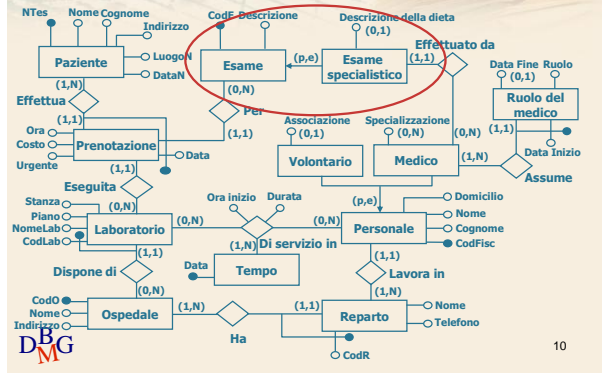 NTes Nome Cognome
Indirizzo
CodE Descrizione
Descrizione della dieta
(0,1)
Paziente
LuogoN
DataN
Esame
(p,e)
Esame specialistico
(1,1)
Effettuato da
Data Fine Ruolo
(0,1)
Ruolo del medico
(1,N)
(0,N)
Effettua
Per
(1,1)
(1,1)
Associazione
(0,1)
Specializzazione
(0,N)
(0,N)
(1,1)
Ora
Costo
Urgente
Prenotazione
Data
Volontario
Medico
(1,N)
Data Inizio
Assume
(1,1)
Eseguita
Stanza
Piano
NomeLab
CodLab
(0,N)
Laboratorio
(0,N)
Ora inizio
Durata
(0,N)
(p,e)
Personale
Domicilio
Nome
Cognome
CodFisc
(1,N)
Di servizio in
(1,1)
Dispone di
Data
Tempo
(1,1)
Lavora in
(0,N)
(1,N)
CodO
Nome
Indirizzo
Ospedale
(1,N)
Ha
(1,1)
Reparto
Nome
Telefono
CodR
DBMG
10